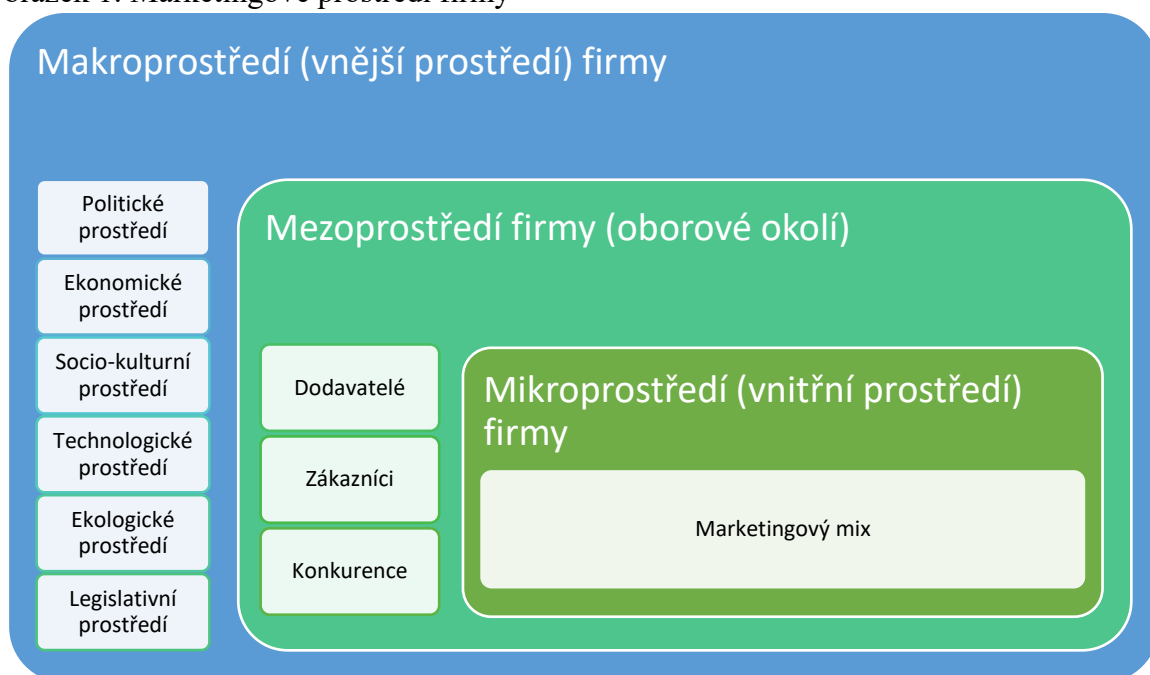 Makroprostředí (vnější prostředí) firmy
Politické
prostředí
Ekonomické
prostředí
Socio-kulturní
prostředí
Technologické
prostředí
Ekologické
prostředí
Legislativní
prostředí
Mezoprostředí firmy (oborové okolí)
Dodavatelé
Zákazníci
Konkurence
Mikroprostředí (vnitřní prostředí)
firmy
Marketingový mix